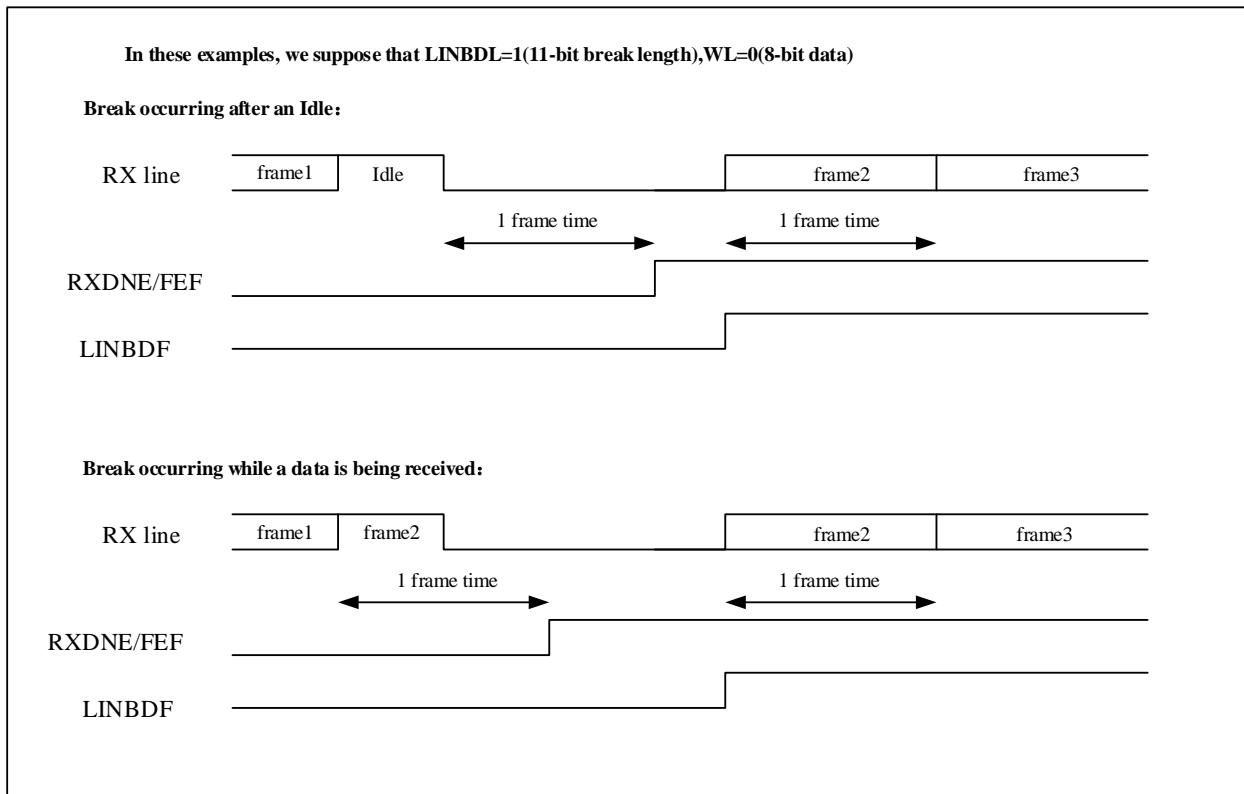 In these examples, we suppose that LINBDL=1(11-bit break length),WL=0(8-bit data)
Break occurring after an Idle：
RX line
frame1
Idle
frame2
frame3
1 frame time
1 frame time
RXDNE/FEF
LINBDF
Break occurring while a data is being received：
RX line
frame1
frame2
frame2
frame3
1 frame time
1 frame time
RXDNE/FEF
LINBDF